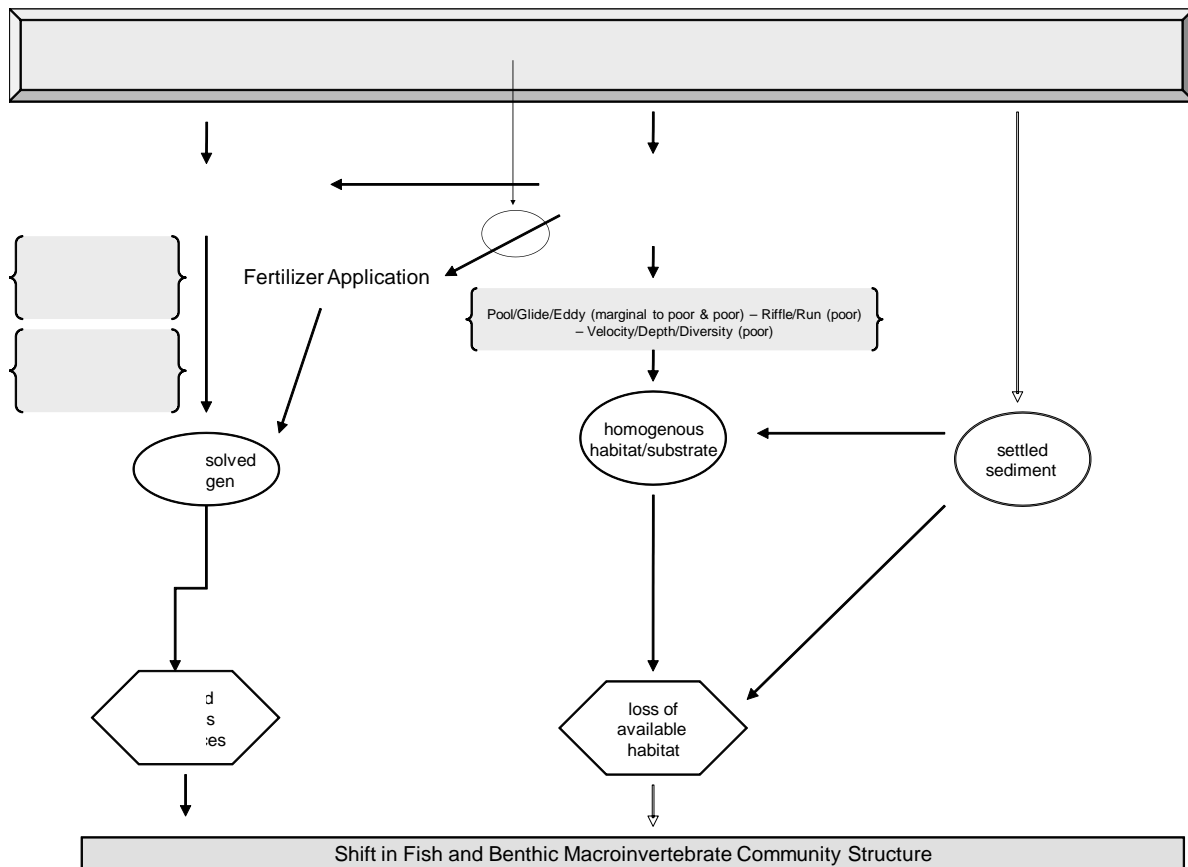 Fertilizer Application
Pool/Glide/Eddy (marginal to poor & poor) – Riffle/Run (poor)
– Velocity/Depth/Diversity (poor)
homogenous
habitat/substrate
settled
sediment
solved
gen
loss of
available
habitat
d
s
ces
Shift in Fish and Benthic Macroinvertebrate Community Structure